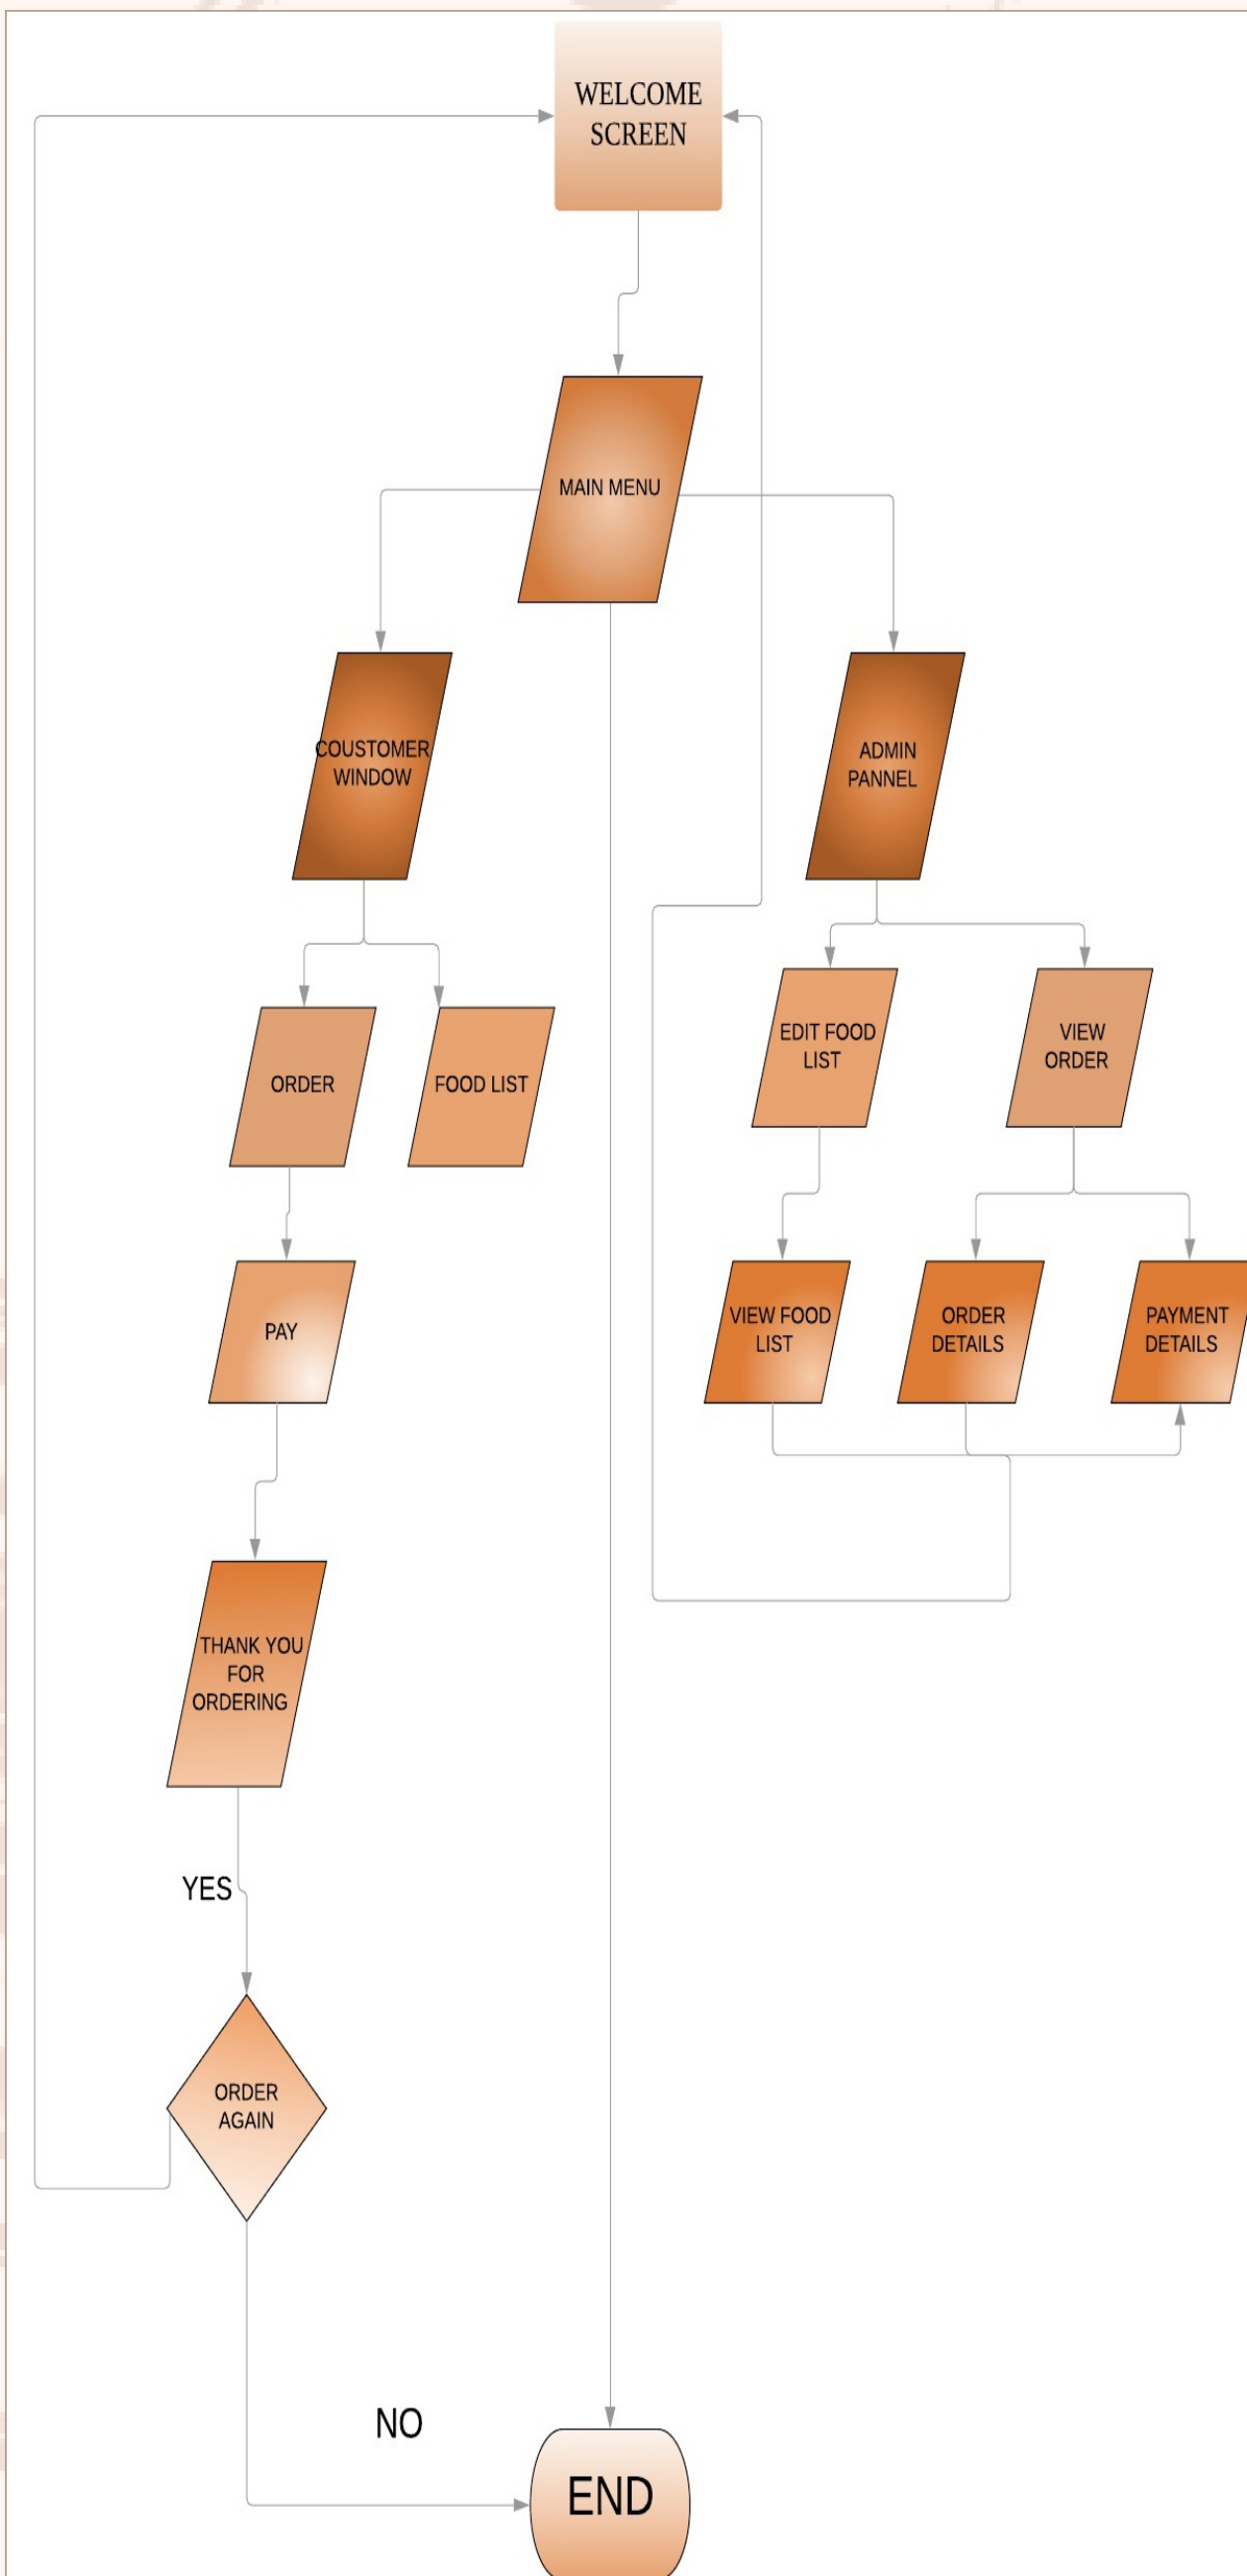 WELCOME
SCREEN
MAIN MENU
COUSTOMER
WINDOW
ADMIN
PANNEL
ORDER
FOOD LIST
EDIT FOOD
LIST
VIEW
ORDER
PAY
VIEW FOOD
LIST
ORDER
DETAILS
PAYMENT
DETAILS
THANK YOU
FOR
ORDERING
YES
ORDER
AGAIN
NO
END